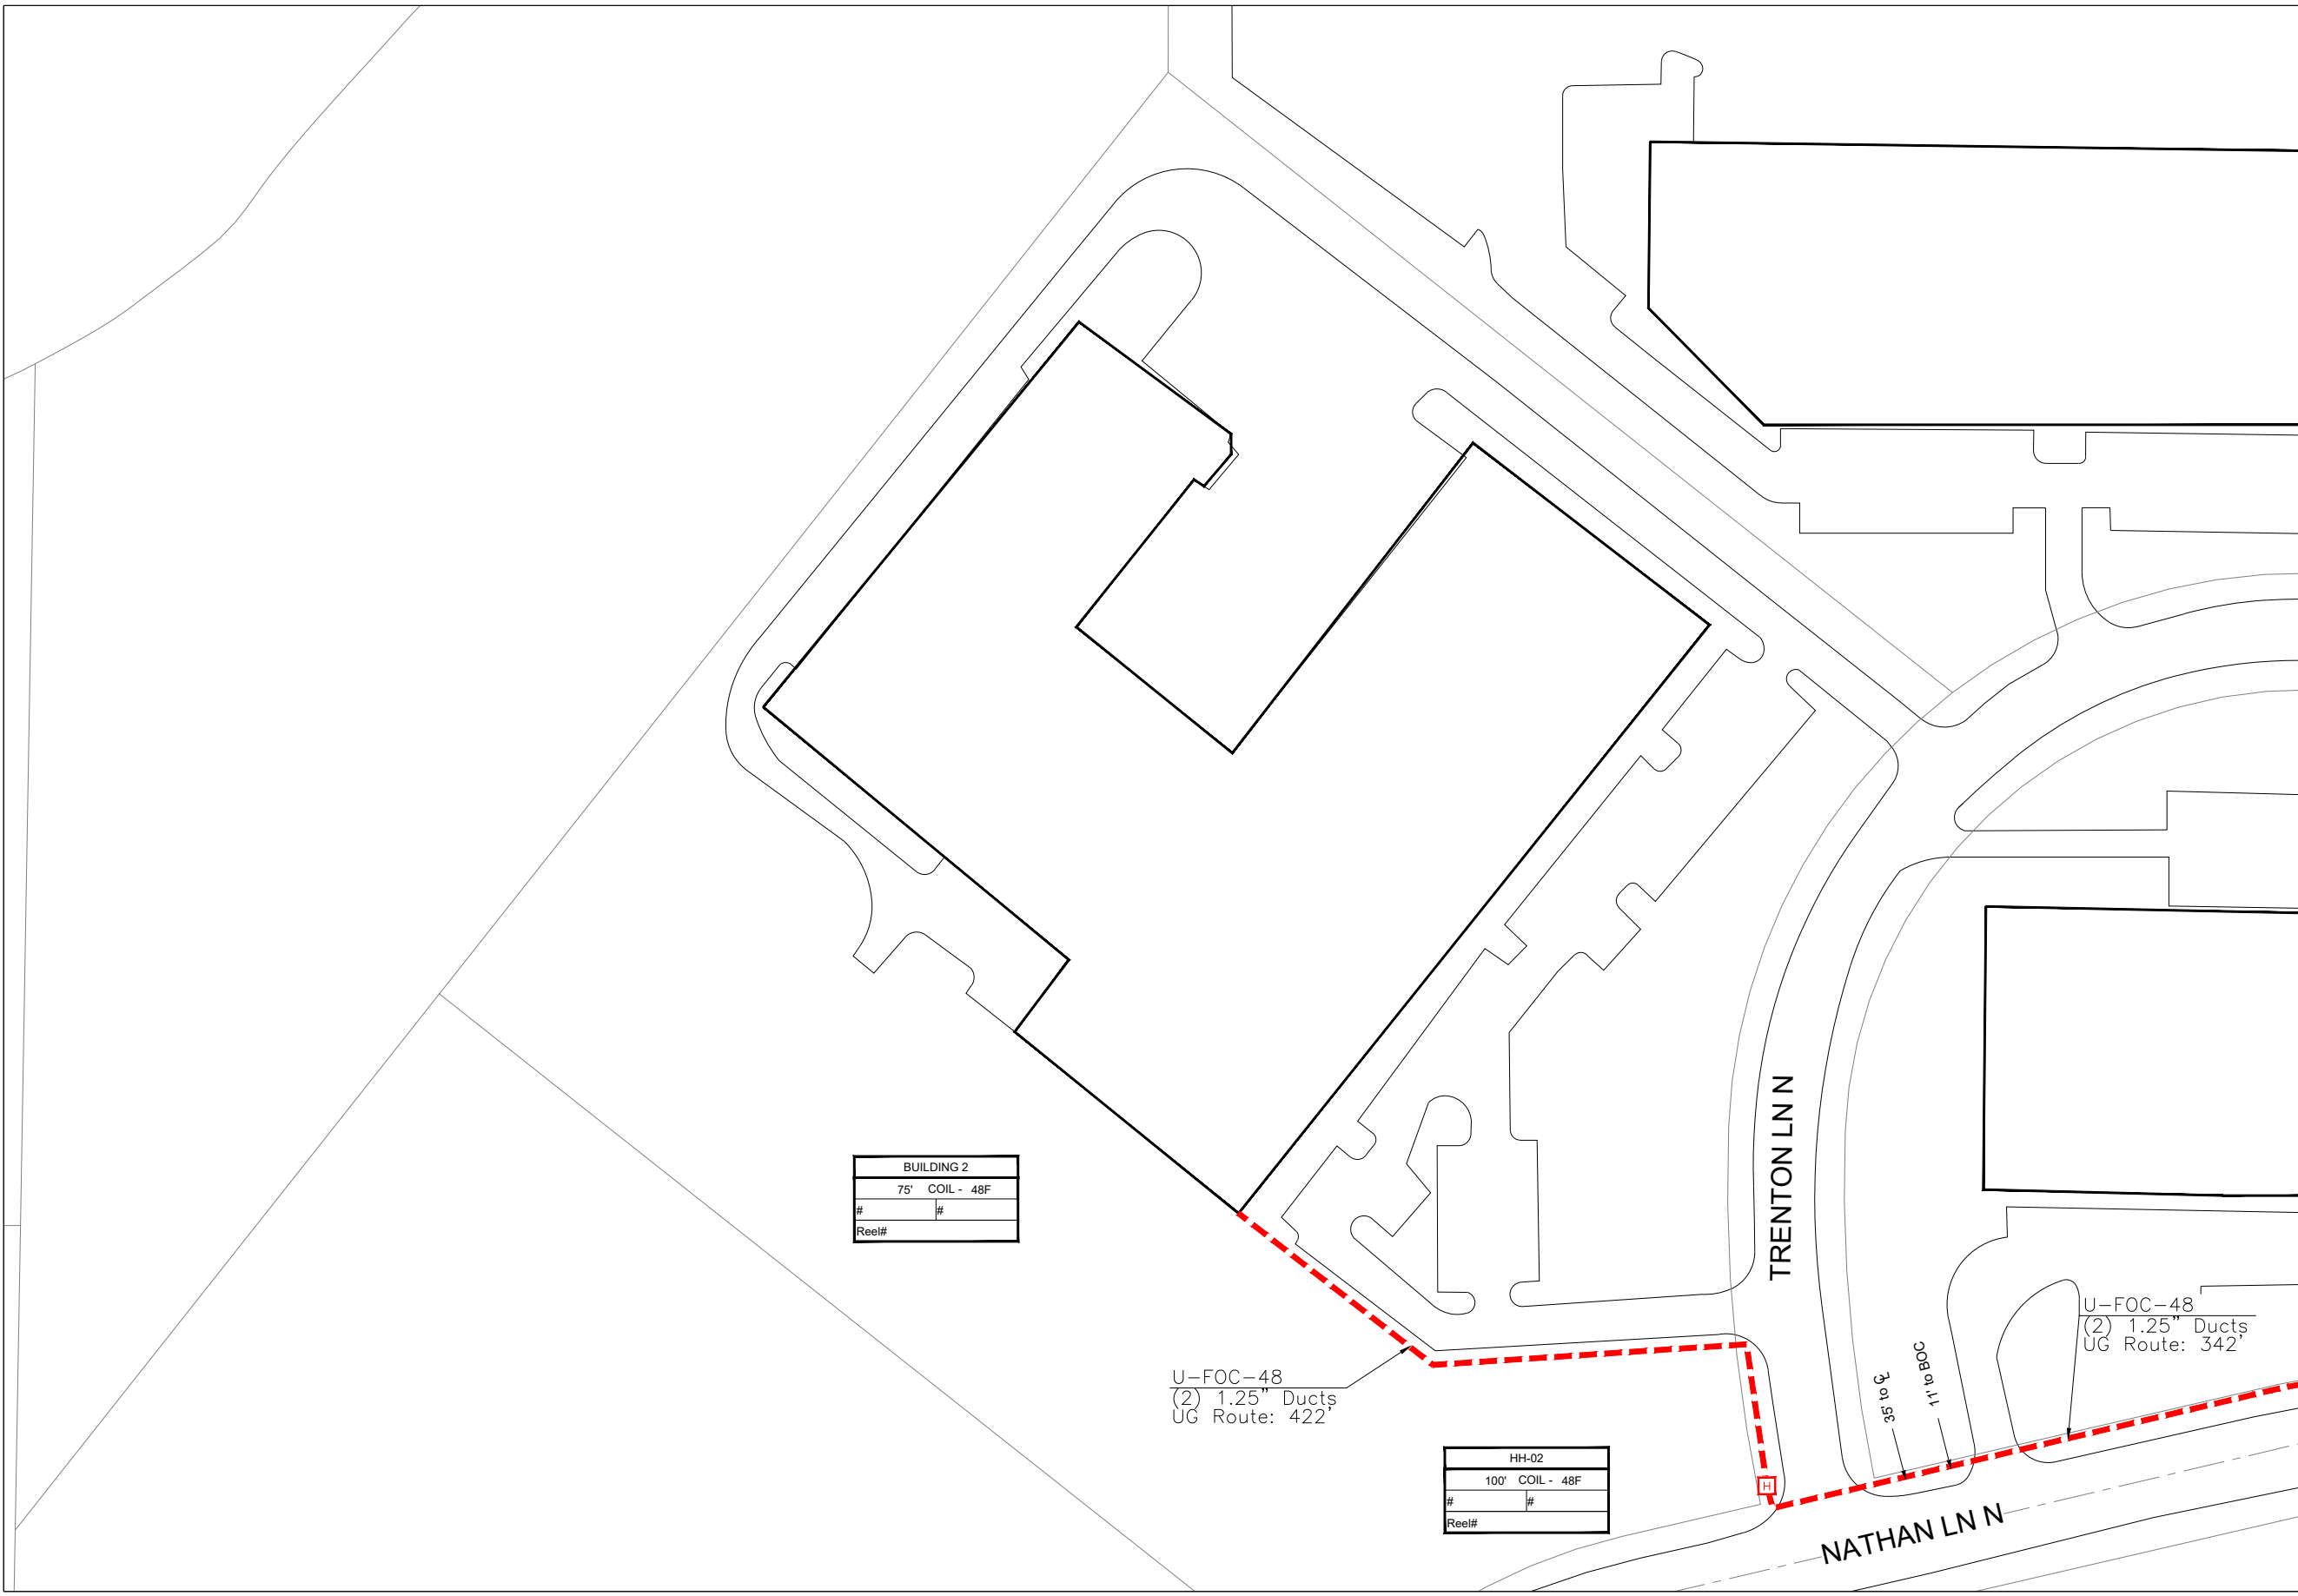 BUILDING 2
75' COIL - 48F
# #
Reel#
TRENTON LN N
U-FOC-48
(2) 1.25" Ducts
UG Route: 342'
35' to ℄
11' to BOC
U-FOC-48
(2) 1.25" Ducts
UG Route: 422'
HH-02
100' COIL - 48F
# #
Reel#
H
NATHAN LN N